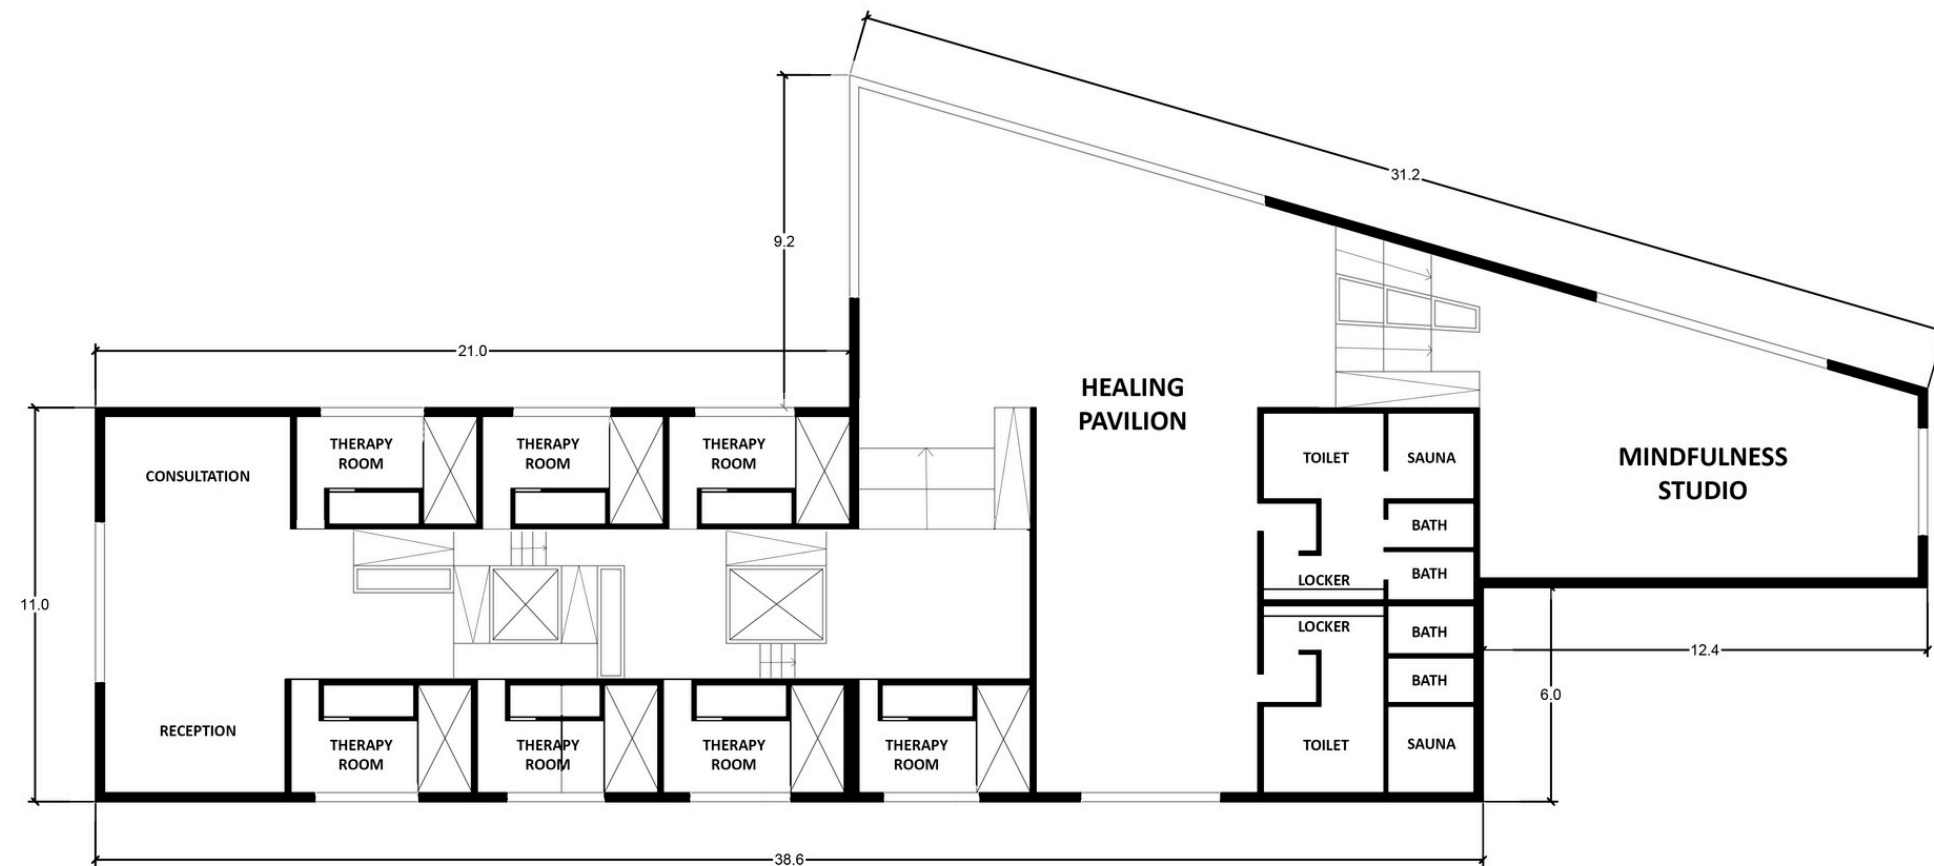 31.2
9.2
21.0
HEALING
PAVILION
THERAPY
ROOM
THERAPY
ROOM
THERAPY
ROOM
CONSULTATION
TOILET
SAUNA
MINDFULNESS
STUDIO
BATH
BATH
LOCKER
11.0
LOCKER
BATH
12.4
BATH
6.0
RECEPTION
THERAPY
ROOM
THERAPY
ROOM
THERAPY
ROOM
THERAPY
ROOM
TOILET
SAUNA
38.6